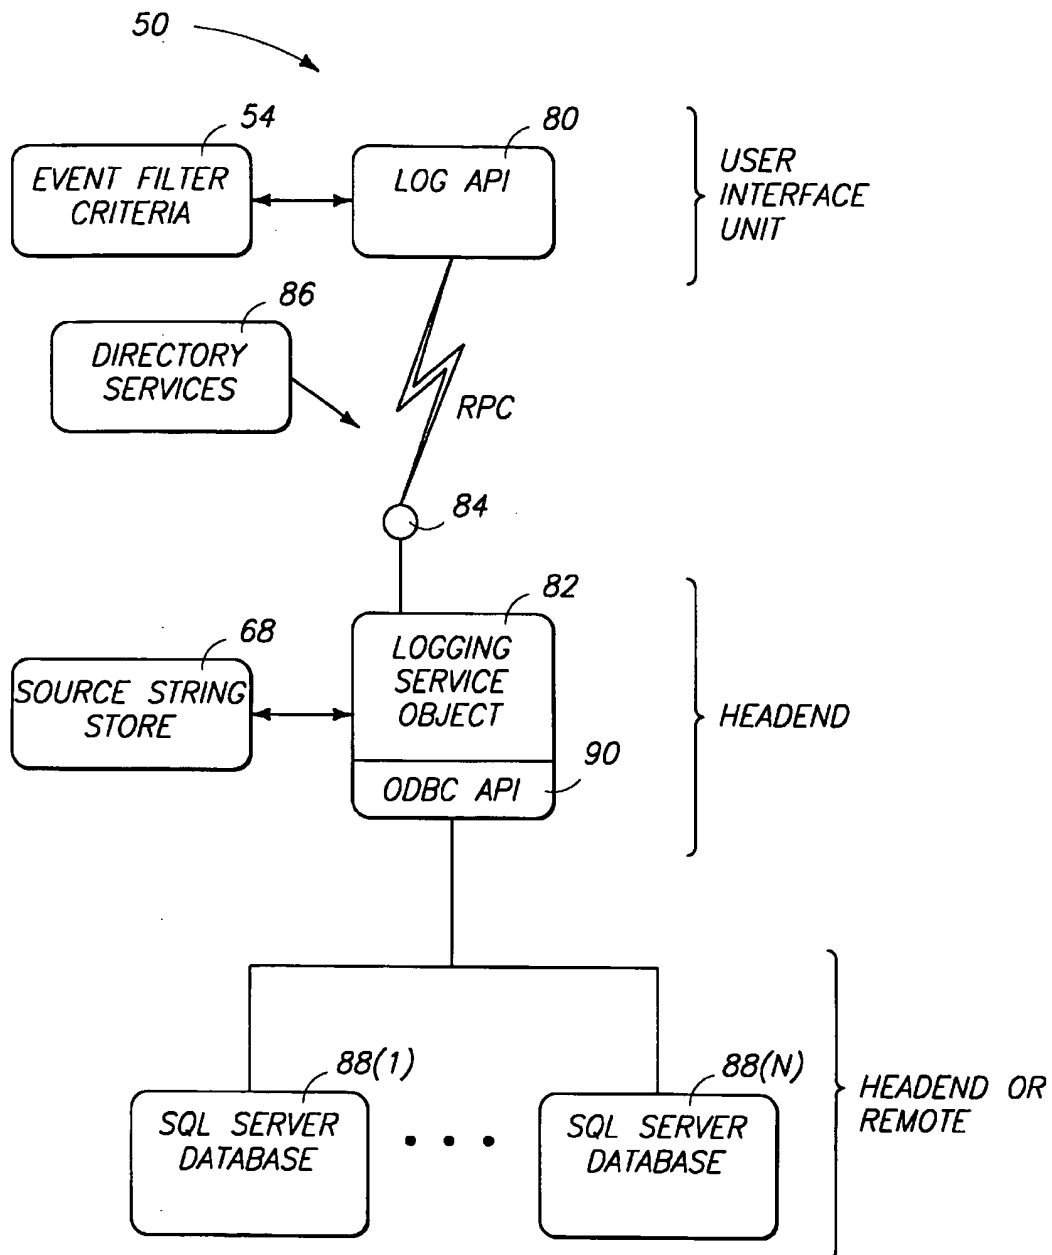 50
54
80
EVENT FILTER
CRITERIA
LOG API
USER
INTERFACE
UNIT
86
DIRECTORY
SERVICES
RPC
84
82
68
LOGGING
SERVICE
OBJECT
SOURCE STRING
STORE
HEADEND
90
ODBC API
88(1)
88(N)
SQL SERVER
DATABASE
SQL SERVER
DATABASE
HEADEND OR
REMOTE